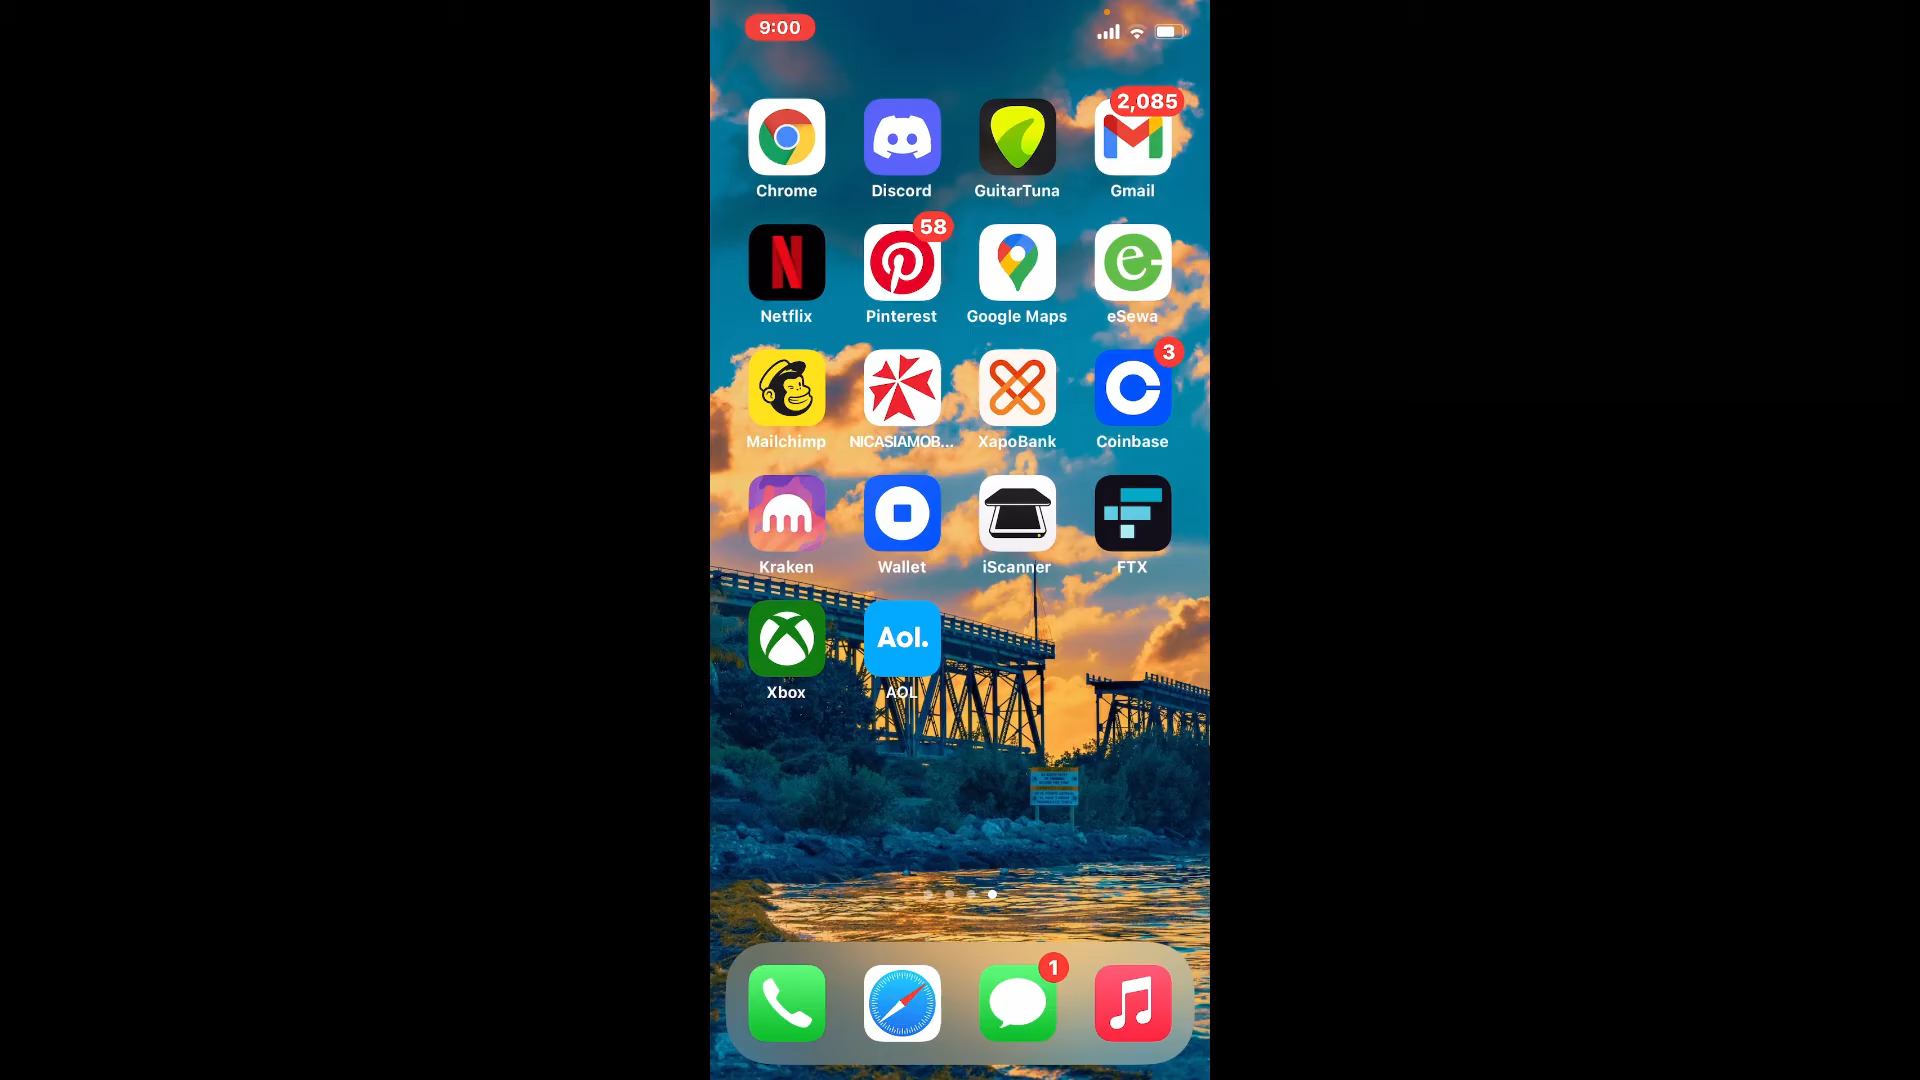 9:00
2,085
Chrome
Discord
GuitarTuna
Gmail
58
Netflix
Pinterest
Google Maps
eSewa
3
Mailchimp
NICASIAMOB...
XapoBank
Coinbase
Kraken
Wallet
iScanner
FTX
Aol.
Xbox
AOL
1